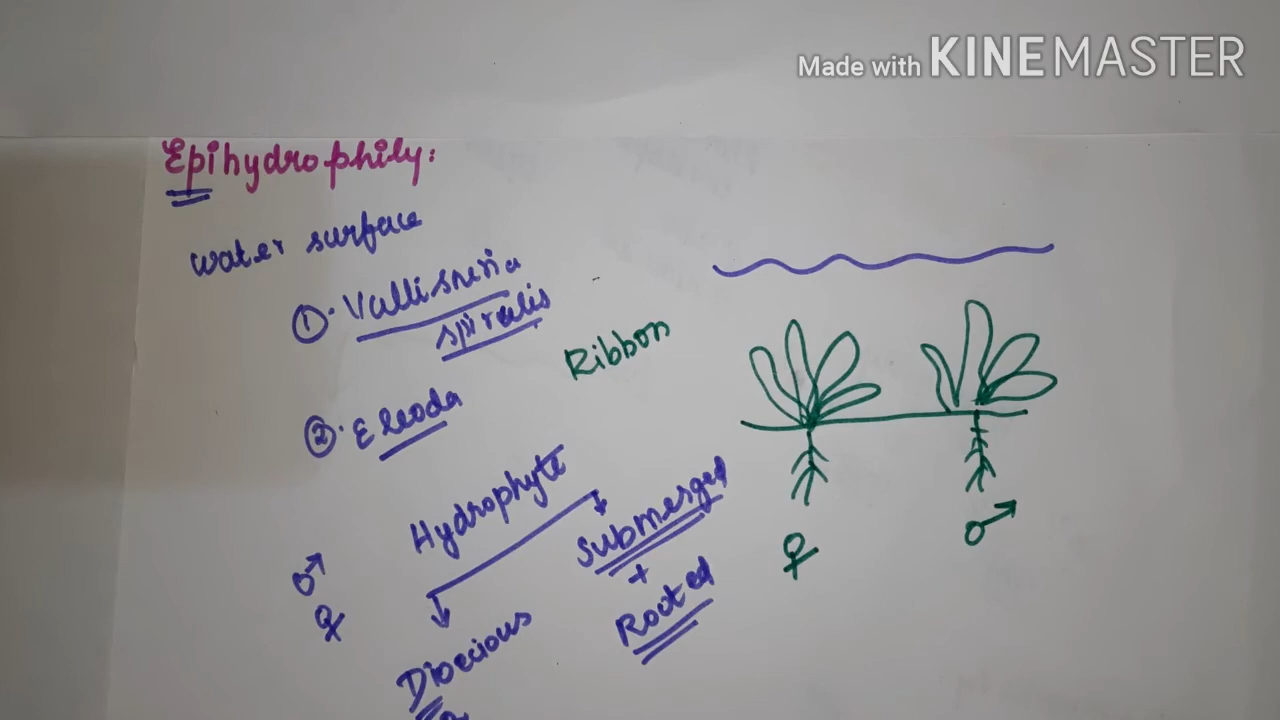 Made with KINEMASTER
Epihydrophily:
water surface
①. Vallisneria
spiralis
Ribbon
②. Eleoda
Hydrophyte
Submerged
+
Rooted
♂
♀
Dioecious
♀
♂